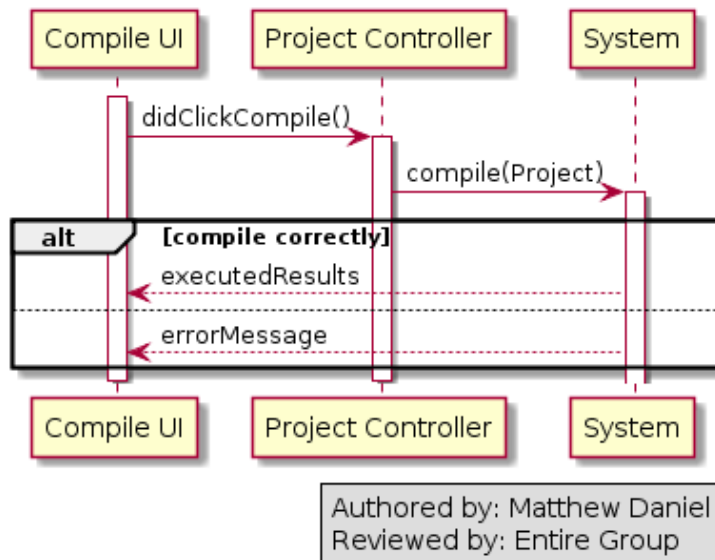 Compile UI
Project Controller
System
didClickCompile()
compile(Project)
alt
[compile correctly]
executedResults
errorMessage
Compile UI
Project Controller
System
Authored by: Matthew Daniel
Reviewed by: Entire Group